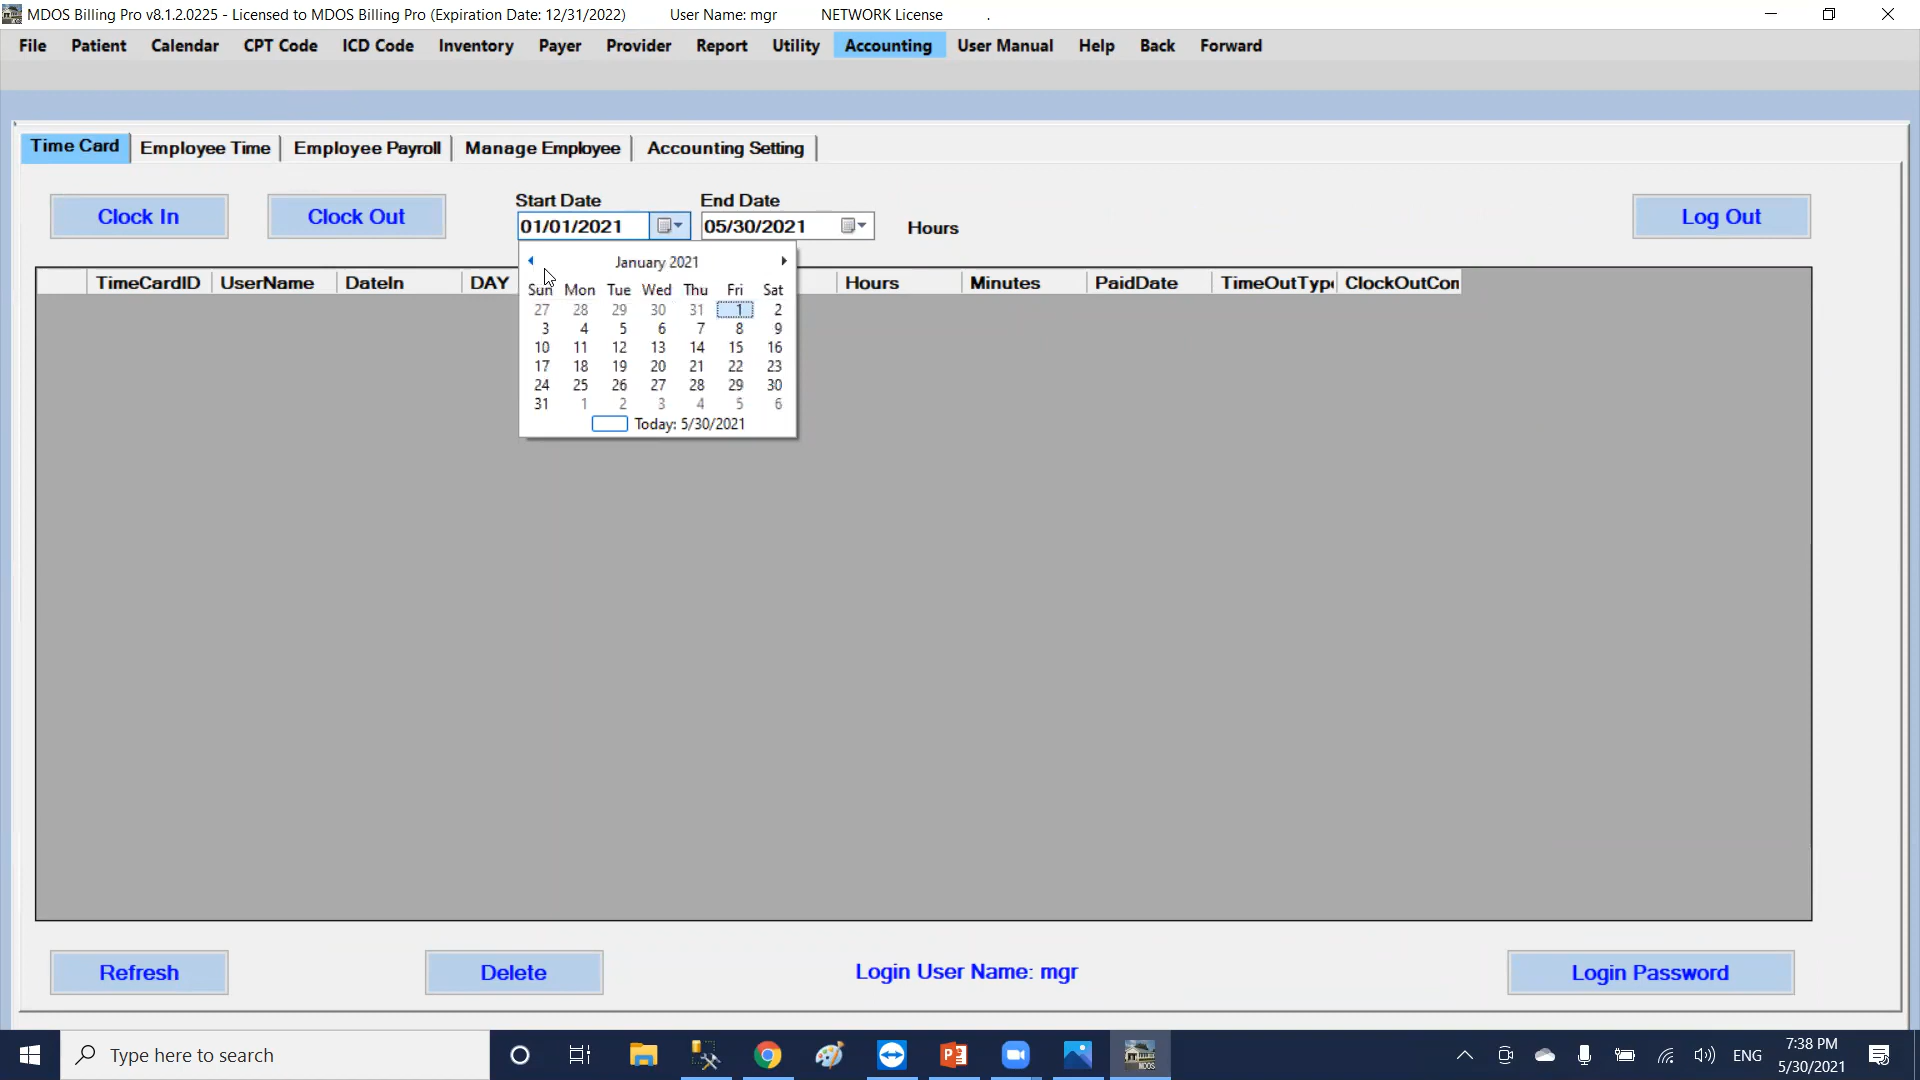 MDOS Billing Pro v8.1.2.0225 - Licensed to MDOS Billing Pro (Expiration Date: 12/31/2022) User Name: mgr NETWORK License .
File Patient Calendar CPT Code ICD Code Inventory Payer Provider Report Utility Accounting User Manual Help Back Forward
Time Card Employee Time Employee Payroll Manage Employee Accounting Setting
Start Date End Date
Clock In Clock Out 01/01/2021 05/30/2021 Hours Log Out
January 2021
TimeCardID UserName DateIn DAY Hours Minutes PaidDate TimeOutType ClockOutCom
Sun Mon Tue Wed Thu Fri Sat
27 28 29 30 31 1 2
3 4 5 6 7 8 9
10 11 12 13 14 15 16
17 18 19 20 21 22 23
24 25 26 27 28 29 30
31 1 2 3 4 5 6
Today: 5/30/2021
Refresh Delete Login User Name: mgr Login Password
Type here to search
MDOS
ENG
7:38 PM
5/30/2021